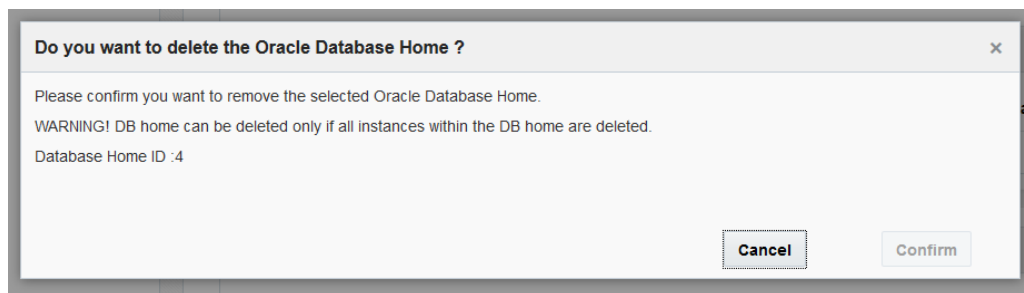 Do you want to delete the Oracle Database Home ?
×
Please confirm you want to remove the selected Oracle Database Home.
WARNING! DB home can be deleted only if all instances within the DB home are deleted.
Database Home ID :4
Cancel
Confirm